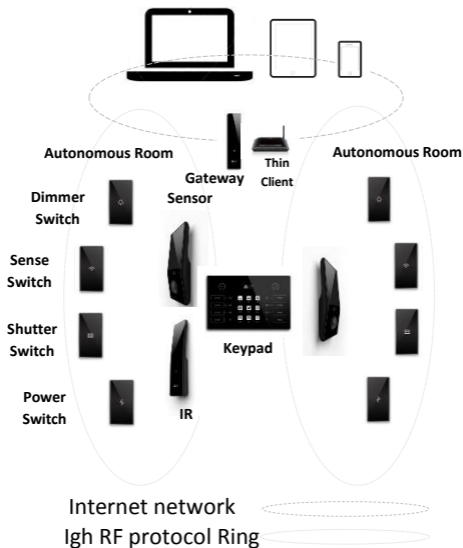 Autonomous Room
Autonomous Room
Gateway
Thin
Client
Dimmer
Switch
Sensor
Sense
Switch
Shutter
Switch
Keypad
Power
Switch
IR
Internet network
Igh RF protocol Ring